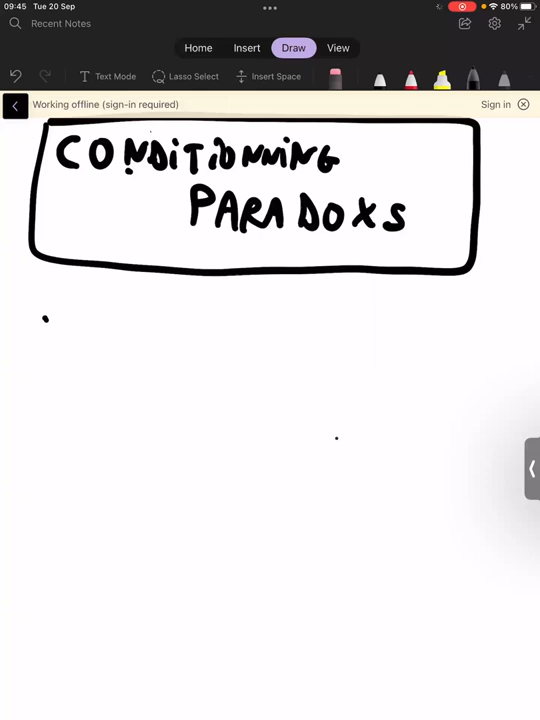 09:45 Tue 20 Sep
80%
Recent Notes
Home Insert Draw View
Text Mode Lasso Select Insert Space
Working offline (sign-in required) Sign in
CONDITIONNING
PARADOXS